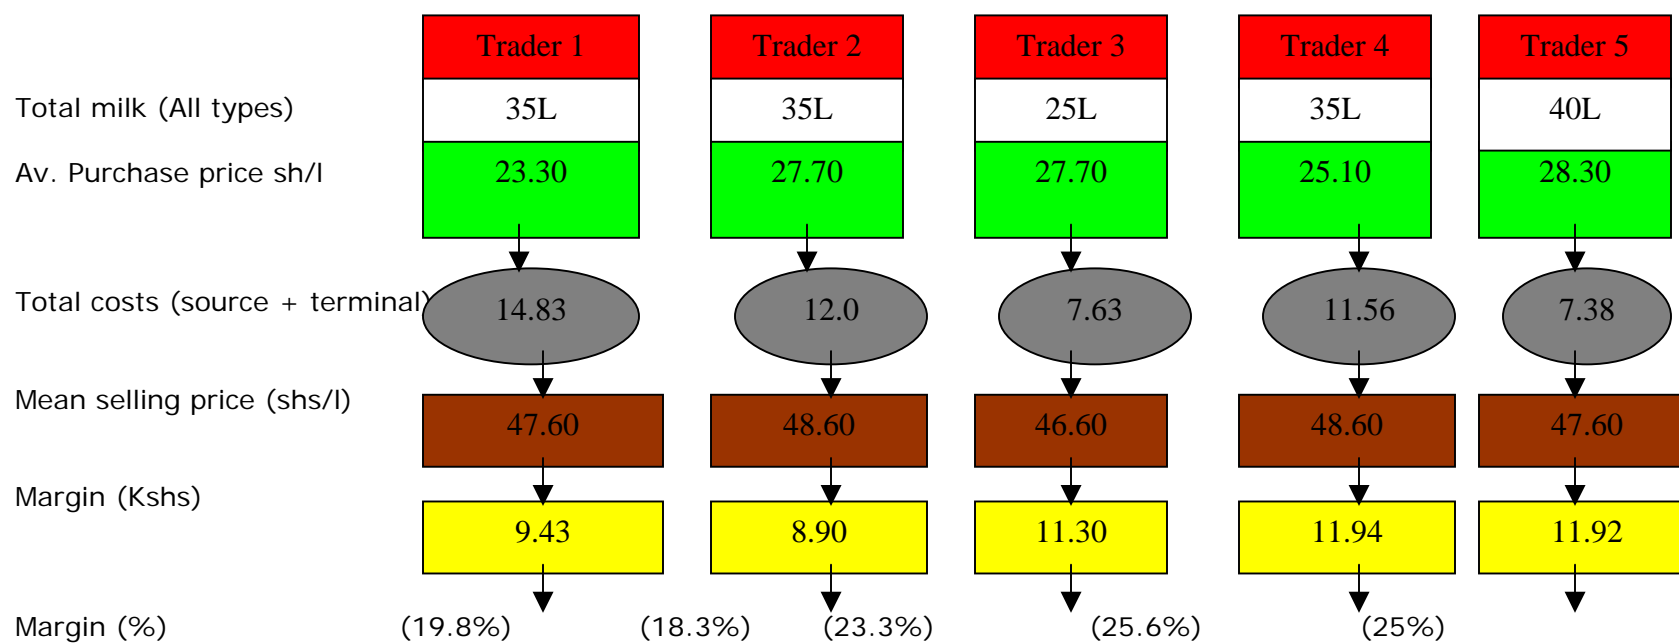 Trader 1 Trader 2 Trader 3 Trader 4 Trader 5
Total milk (All types) 35L 35L 25L 35L 40L
Av. Purchase price sh/l 23.30 27.70 27.70 25.10 28.30
Total costs (source + terminal) 14.83 12.0 7.63 11.56 7.38
Mean selling price (shs/l) 47.60 48.60 46.60 48.60 47.60
Margin (Kshs) 9.43 8.90 11.30 11.94 11.92
Margin (%) (19.8%) (18.3%) (23.3%) (25.6%) (25%)